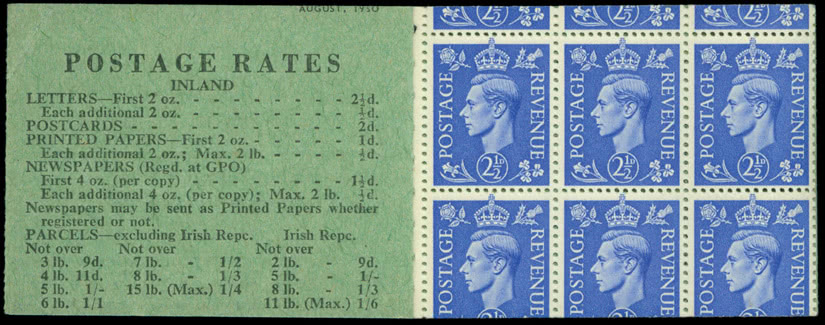 AUGUST, 1950
POSTAGE RATES
INLAND
LETTERS—First 2 oz. - - - - - - - - 2½d.
Each additional 2 oz. - - - - - - - ½d.
POSTCARDS - - - - - - - - - 2d.
PRINTED PAPERS—First 2 oz. - - - - 1d.
Each additional 2 oz.; Max. 2 lb. - - - ½d.
NEWSPAPERS (Regd. at GPO)
First 4 oz. (per copy) - - - - - - 1½d.
Each additional 4 oz. (per copy); Max. 2 lb. ½d.
Newspapers may be sent as Printed Papers whether
registered or not.
PARCELS—excluding Irish Repc. Irish Repc.
Not over Not over Not over
3 lb. 9d. 7 lb. - 1/2 2 lb. - 9d.
4 lb. 11d. 8 lb. - 1/3 5 lb. - 1/-
5 lb. 1/- 15 lb. (Max.) 1/4 8 lb. - 1/3
6 lb. 1/1 11 lb. (Max.) 1/6
2½D 2½D 2½D
POSTAGE REVENUE 2½D
POSTAGE REVENUE 2½D
POSTAGE REVENUE 2½D
POSTAGE REVENUE 2½D
POSTAGE REVENUE 2½D
POSTAGE REVENUE 2½D